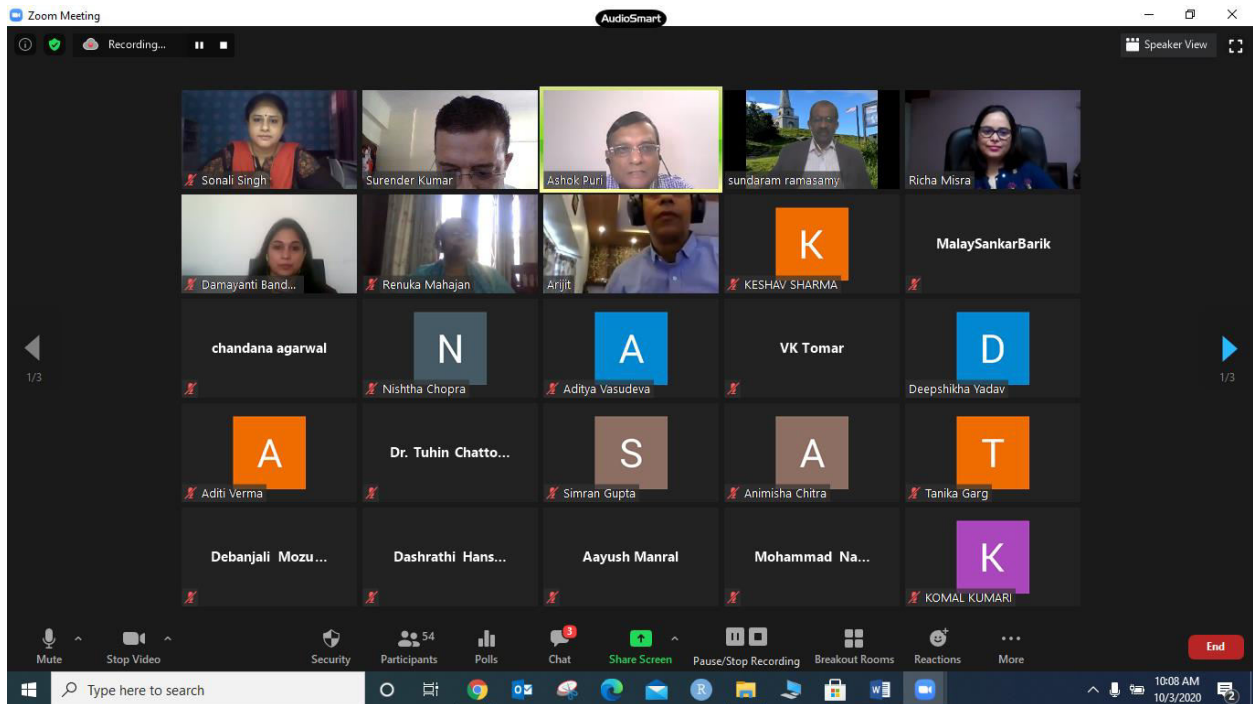 Zoom Meeting
AudioSmart
Recording...
Speaker View
Sonali Singh
Surender Kumar
Ashok Puri
sundaram ramasamy
Richa Misra
Damayanti Band...
Renuka Mahajan
Arijit
K
KESHAV SHARMA
MalaySankarBarik
1/3
chandana agarwal
N
Nishtha Chopra
A
Aditya Vasudeva
VK Tomar
D
Deepshikha Yadav
1/3
A
Aditi Verma
Dr. Tuhin Chatto...
S
Simran Gupta
A
Animisha Chitra
T
Tanika Garg
Debanjali Mozu...
Dashrathi Hans...
Aayush Manral
Mohammad Na...
K
KOMAL KUMARI
Mute
Stop Video
Security
54
Participants
Polls
3
Chat
Share Screen
Pause/Stop Recording
Breakout Rooms
Reactions
More
End
Type here to search
R
10:08 AM
10/3/2020
2